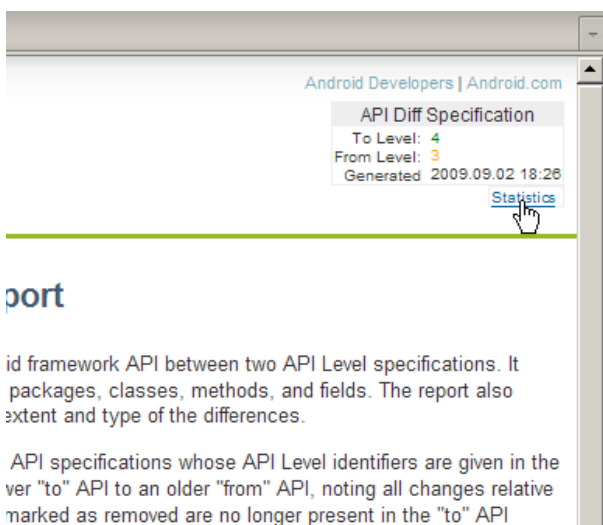 Android Developers | Android.com
API Diff Specification
To Level: 4
From Level: 3
Generated 2009.09.02 18:26
Statistics
port
id framework API between two API Level specifications. It
packages, classes, methods, and fields. The report also
extent and type of the differences.
API specifications whose API Level identifiers are given in the
wer "to" API to an older "from" API, noting all changes relative
marked as removed are no longer present in the "to" API